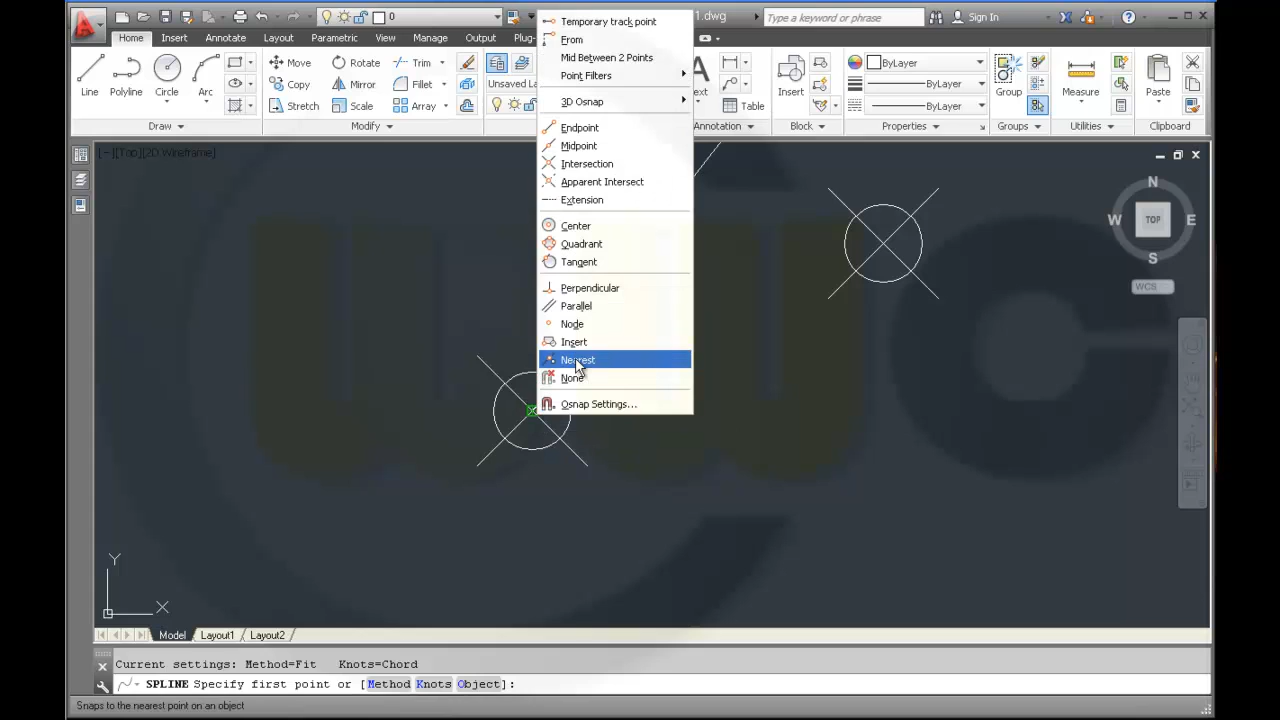 0
1.dwg
Type a keyword or phrase
Sign In
Home Insert Annotate Layout Parametric View Manage Output Plug-
Line
Polyline
Circle
Arc
Move
Rotate
Trim
Copy
Mirror
Fillet
Stretch
Scale
Array
Unsaved La
ext
Table
Insert
ByLayer
ByLayer
ByLayer
Group
Measure
Paste
Draw
Modify
Annotation
Block
Properties
Groups
Utilities
Clipboard
Temporary track point
From
Mid Between 2 Points
Point Filters
3D Osnap
Endpoint
Midpoint
Intersection
Apparent Intersect
Extension
Center
Quadrant
Tangent
Perpendicular
Parallel
Node
Insert
Nearest
None
Osnap Settings...
[−][Top][2D Wireframe]
N
W
TOP
E
S
WCS
Y
X
Model Layout1 Layout2
Current settings: Method=Fit Knots=Chord
SPLINE Specify first point or [Method Knots Object]:
Snaps to the nearest point on an object